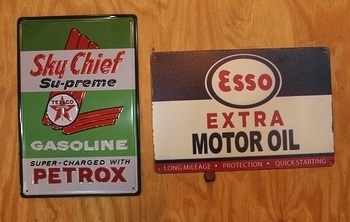 Sky Chief
Su-preme
TEXACO
T
GASOLINE
SUPER-CHARGED WITH
PETROX
Esso
EXTRA
MOTOR OIL
LONG MILEAGE • PROTECTION • QUICK STARTING